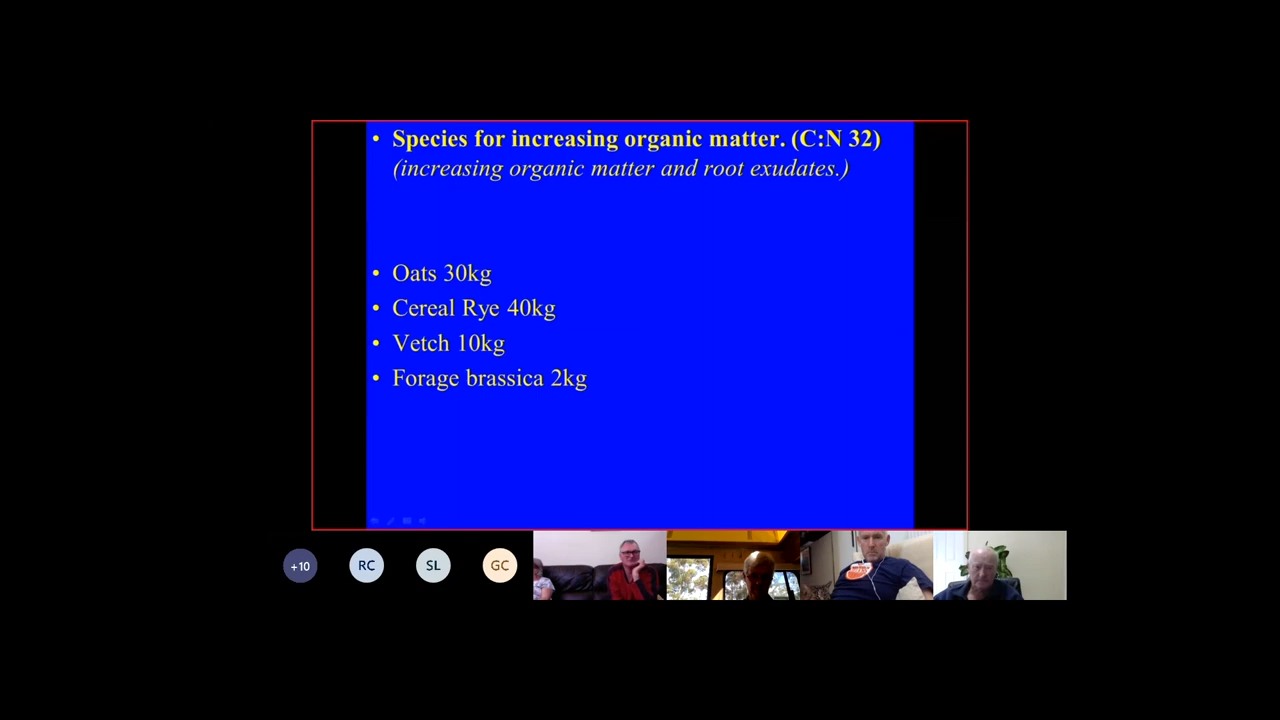 • Species for increasing organic matter. (C:N 32)
(increasing organic matter and root exudates.)
• Oats 30kg
• Cereal Rye 40kg
• Vetch 10kg
• Forage brassica 2kg
+10
RC
SL
GC